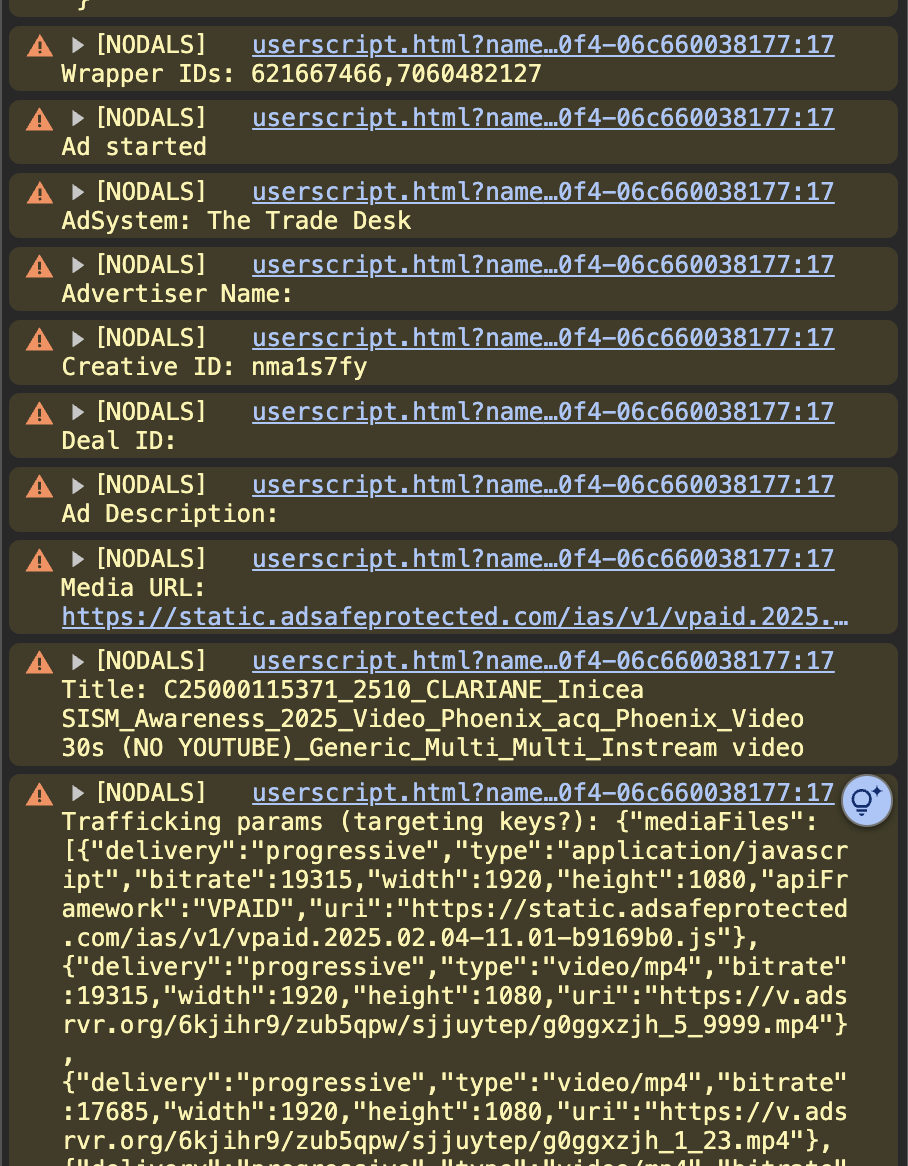 }
[NODALS] userscript.html?name…0f4-06c660038177:17
Wrapper IDs: 621667466,7060482127
[NODALS] userscript.html?name…0f4-06c660038177:17
Ad started
[NODALS] userscript.html?name…0f4-06c660038177:17
AdSystem: The Trade Desk
[NODALS] userscript.html?name…0f4-06c660038177:17
Advertiser Name:
[NODALS] userscript.html?name…0f4-06c660038177:17
Creative ID: nma1s7fy
[NODALS] userscript.html?name…0f4-06c660038177:17
Deal ID:
[NODALS] userscript.html?name…0f4-06c660038177:17
Ad Description:
[NODALS] userscript.html?name…0f4-06c660038177:17
Media URL:
https://static.adsafeprotected.com/ias/v1/vpaid.2025.…
[NODALS] userscript.html?name…0f4-06c660038177:17
Title: C25000115371_2510_CLARIANE_Inicea
SISM_Awareness_2025_Video_Phoenix_acq_Phoenix_Video
30s (NO YOUTUBE)_Generic_Multi_Multi_Instream video
[NODALS] userscript.html?name…0f4-06c660038177:17
Trafficking params (targeting keys?): {"mediaFiles":
[{"delivery":"progressive","type":"application/javascr
ipt","bitrate":19315,"width":1920,"height":1080,"apiFr
amework":"VPAID","uri":"https://static.adsafeprotected
.com/ias/v1/vpaid.2025.02.04-11.01-b9169b0.js"},
{"delivery":"progressive","type":"video/mp4","bitrate"
:19315,"width":1920,"height":1080,"uri":"https://v.ads
rvr.org/6kjihr9/zub5qpw/sjjuytep/g0ggxzjh_5_9999.mp4"}
,
{"delivery":"progressive","type":"video/mp4","bitrate"
:17685,"width":1920,"height":1080,"uri":"https://v.ads
rvr.org/6kjihr9/zub5qpw/sjjuytep/g0ggxzjh_1_23.mp4"},